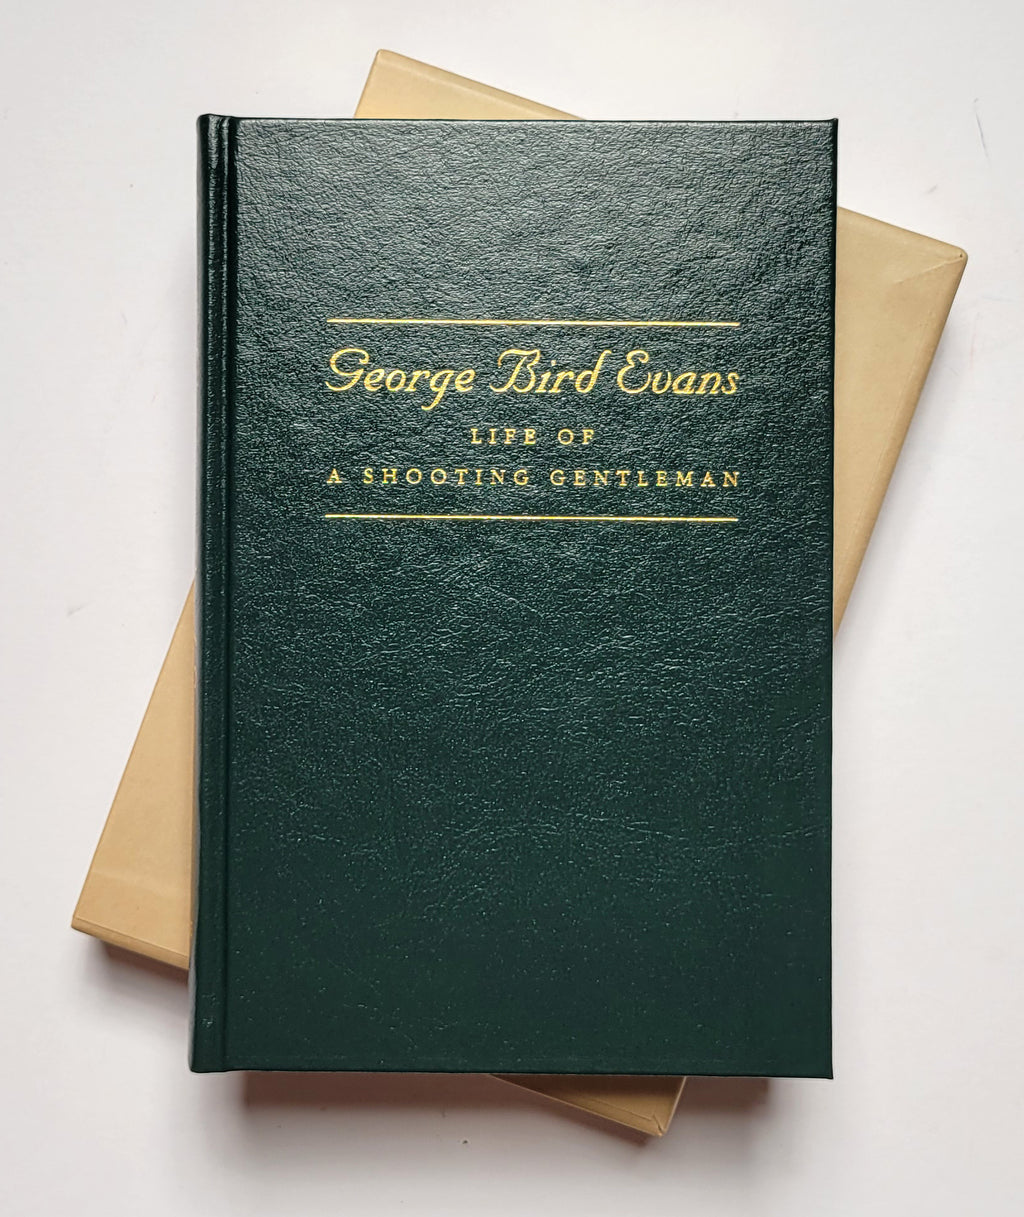 George Bird Evans
LIFE OF
A SHOOTING GENTLEMAN